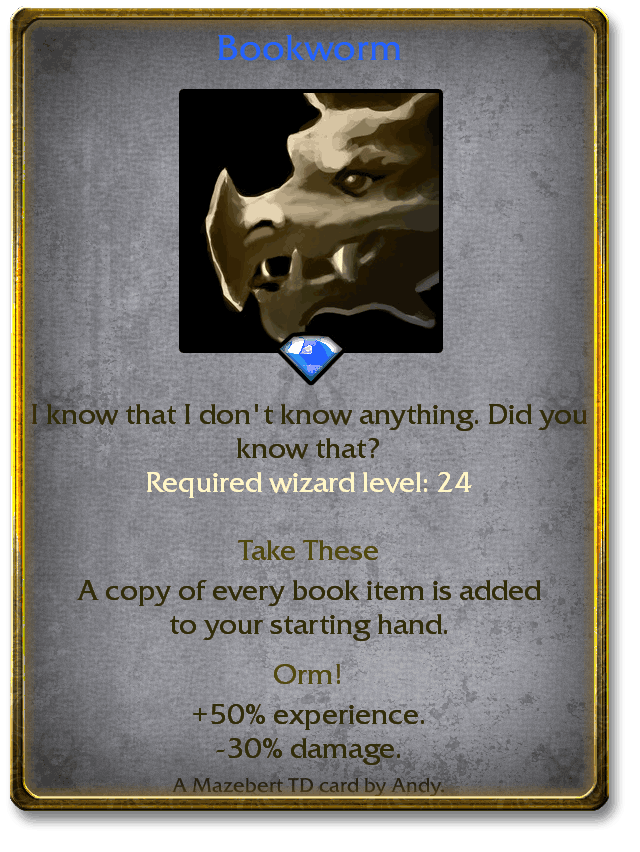 Bookworm
I know that I don't know anything. Did you
know that?
Required wizard level: 24
Take These
A copy of every book item is added
to your starting hand.
Orm!
+50% experience.
-30% damage.
A Mazebert TD card by Andy.